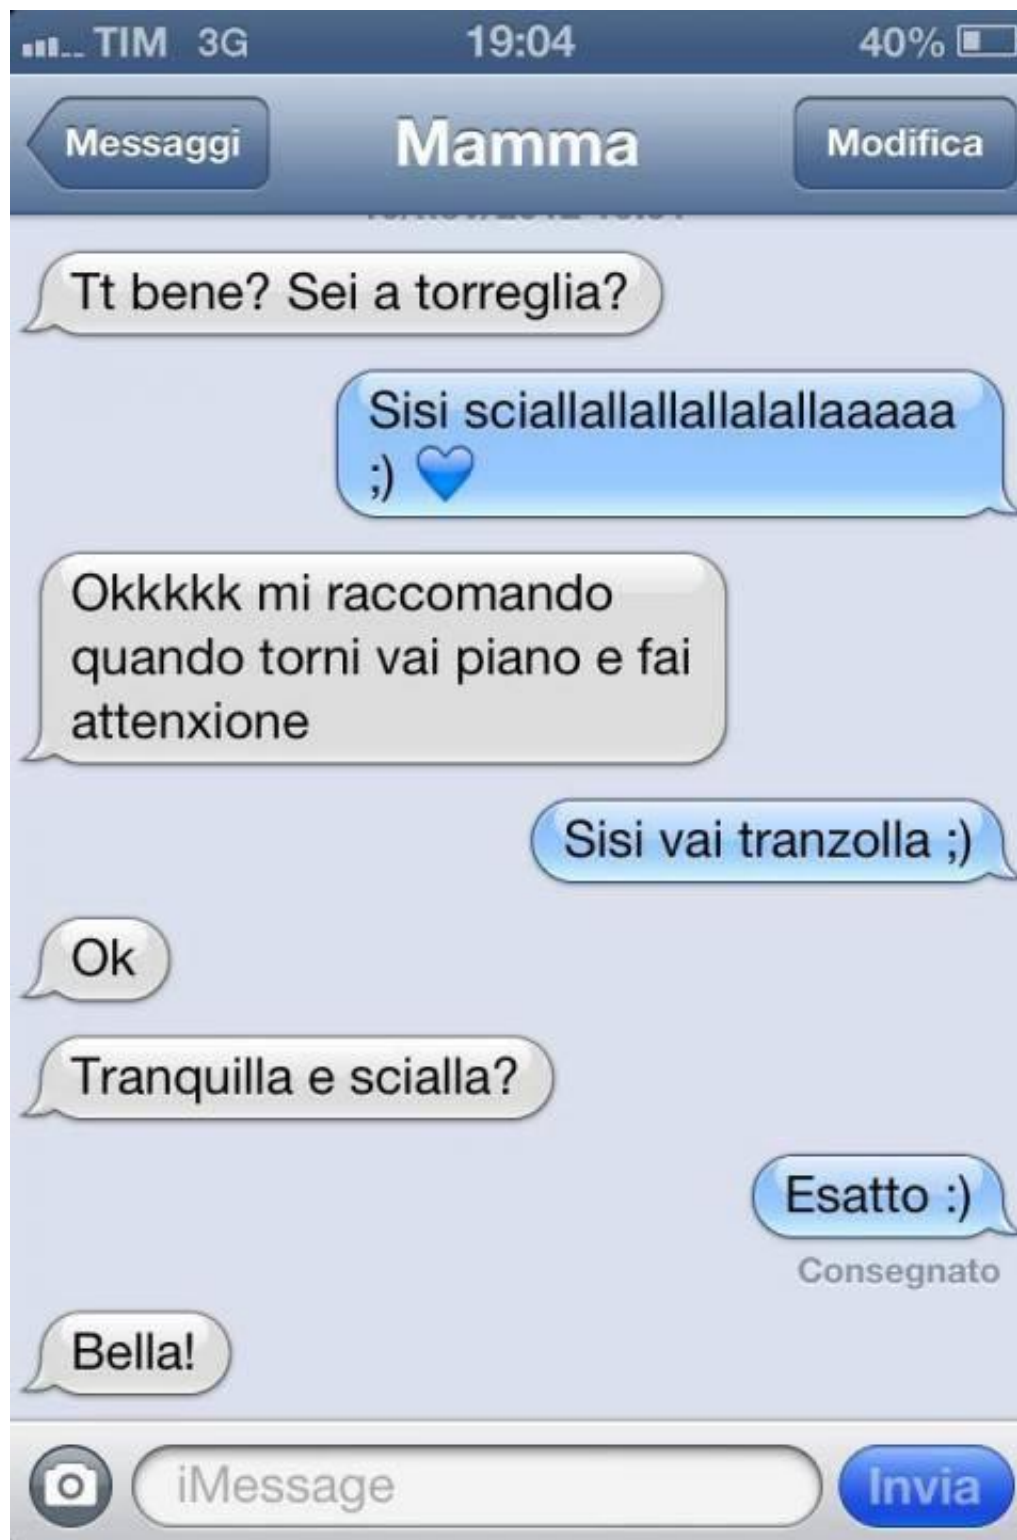 TIM 3G 19:04 40%
Messaggi Mamma Modifica
Tt bene? Sei a torreglia?
Sisi sciallallallallalallaaaaa
;) 💙
Okkkkk mi raccomando
quando torni vai piano e fai
attenxione
Sisi vai tranzolla ;)
Ok
Tranquilla e scialla?
Esatto :)
Consegnato
Bella!
iMessage Invia